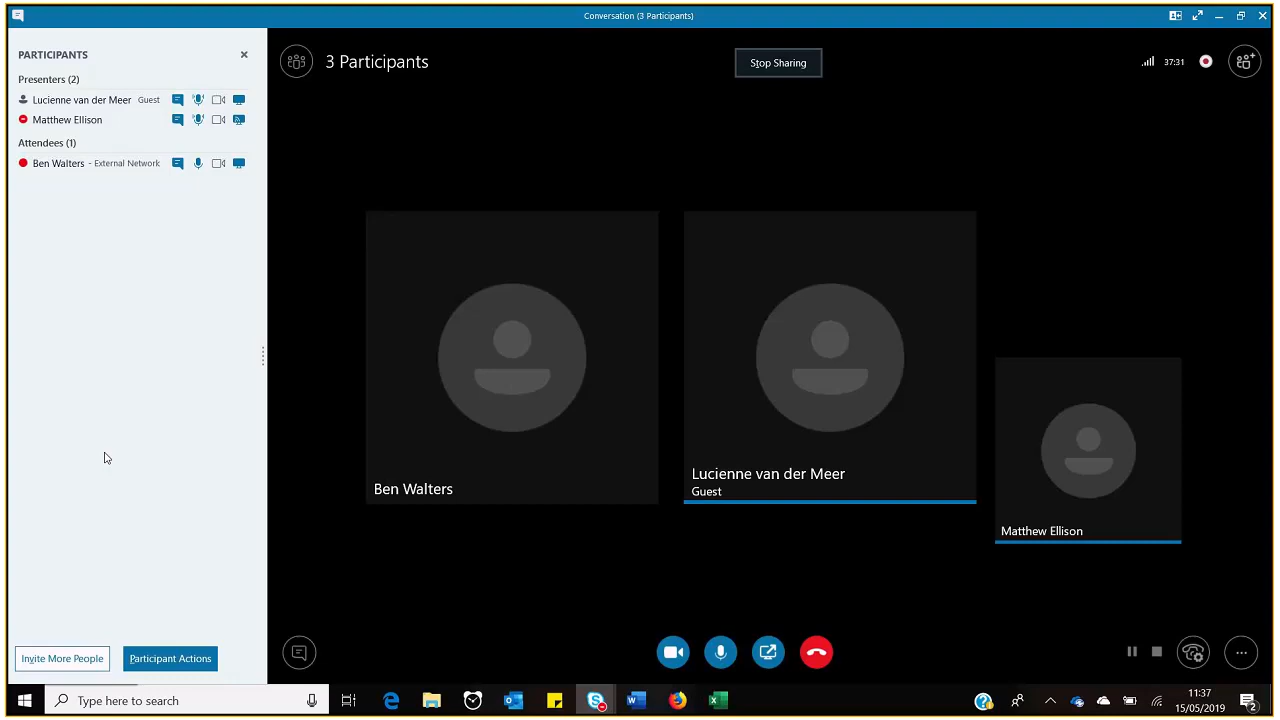 Conversation (3 Participants)
PARTICIPANTS
Presenters (2)
Lucienne van der Meer Guest
Matthew Ellison
Attendees (1)
Ben Walters - External Network
Invite More People
Participant Actions
3 Participants
Stop Sharing
37:31
Ben Walters
Lucienne van der Meer
Guest
Matthew Ellison
Type here to search
11:37
15/05/2019
2